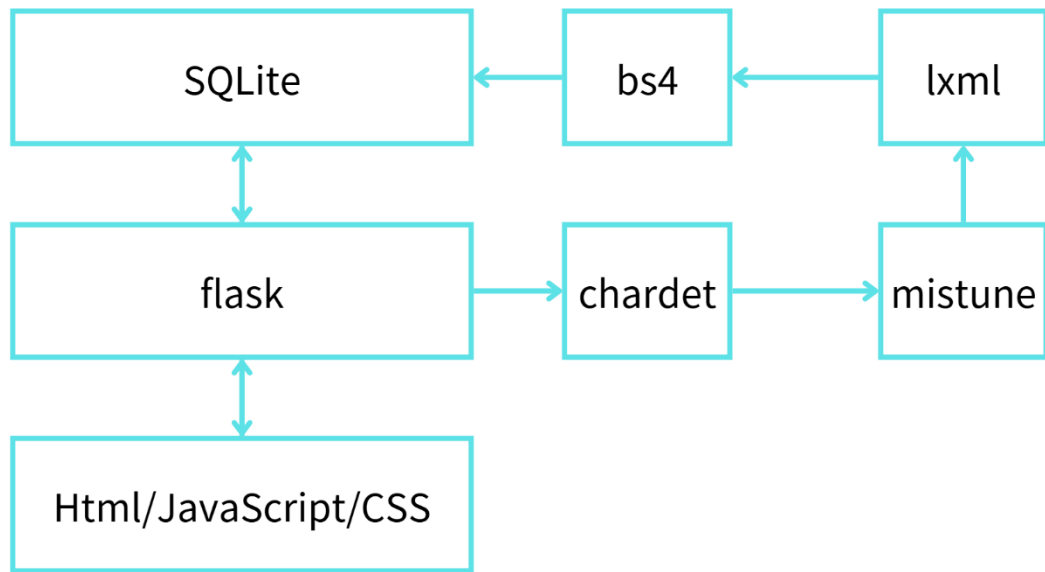 SQLite
bs4
lxml
flask
chardet
mistune
Html/JavaScript/CSS